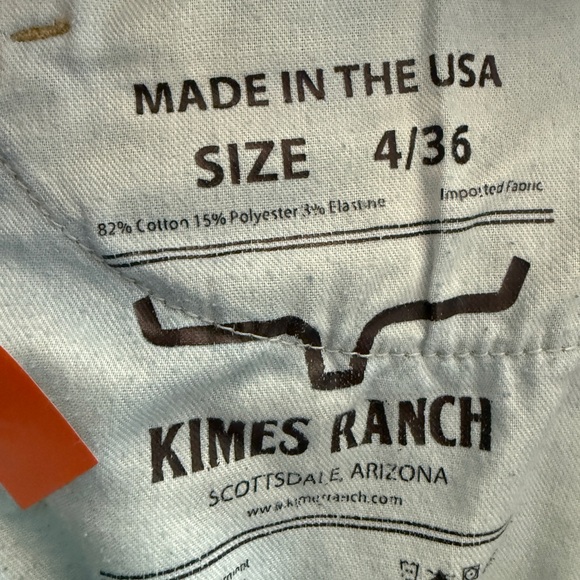 MADE IN THE USA
SIZE 4/36
82% Cotton 15% Polyester 3% Elastine Imported Fabric
KIMES RANCH
SCOTTSDALE, ARIZONA
www.kimesranch.com